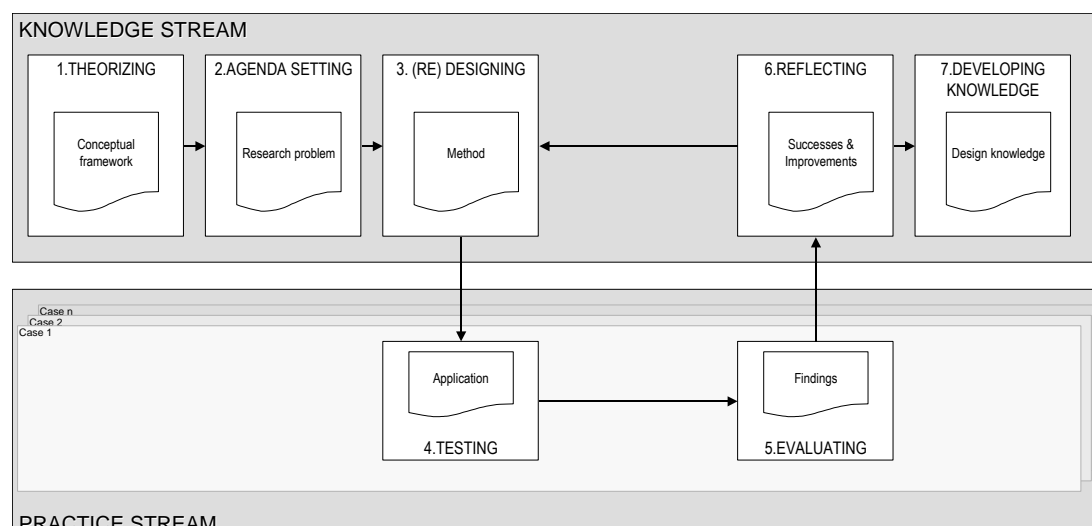 KNOWLEDGE STREAM
1.THEORIZING
Conceptual
framework
2.AGENDA SETTING
Research problem
3. (RE) DESIGNING
Method
6.REFLECTING
Successes &
Improvements
7.DEVELOPING
KNOWLEDGE
Design knowledge
Case n
Case 2
Case 1
Application
4.TESTING
Findings
5.EVALUATING
PRACTICE STREAM